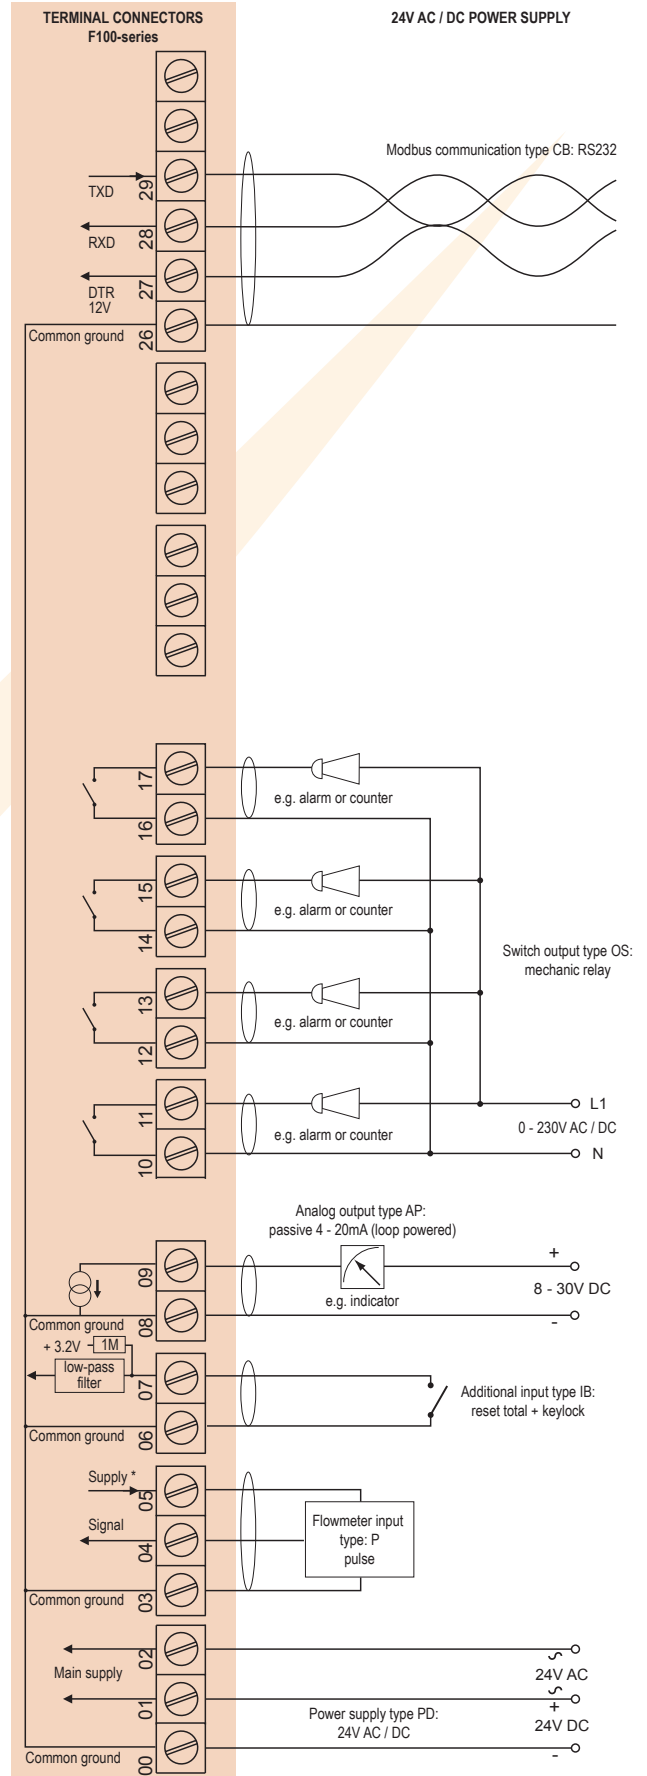 TERMINAL CONNECTORS
F100-series
24V AC / DC POWER SUPPLY
Modbus communication type CB: RS232
29
TXD
28
RXD
27
DTR
12V
26
Common ground
17
e.g. alarm or counter
16
15
e.g. alarm or counter
14
Switch output type OS:
mechanic relay
13
e.g. alarm or counter
12
11
L1
0 - 230V AC / DC
e.g. alarm or counter
10
N
Analog output type AP:
passive 4 - 20mA (loop powered)
09
+
8 - 30V DC
e.g. indicator
08
Common ground
-
+ 3.2V
1M
low-pass
filter
07
Additional input type IB:
reset total + keylock
06
Common ground
Supply *
05
Flowmeter input
type: P
pulse
Signal
04
03
Common ground
02
Main supply
24V AC
01
+
24V DC
Power supply type PD:
24V AC / DC
00
Common ground
-